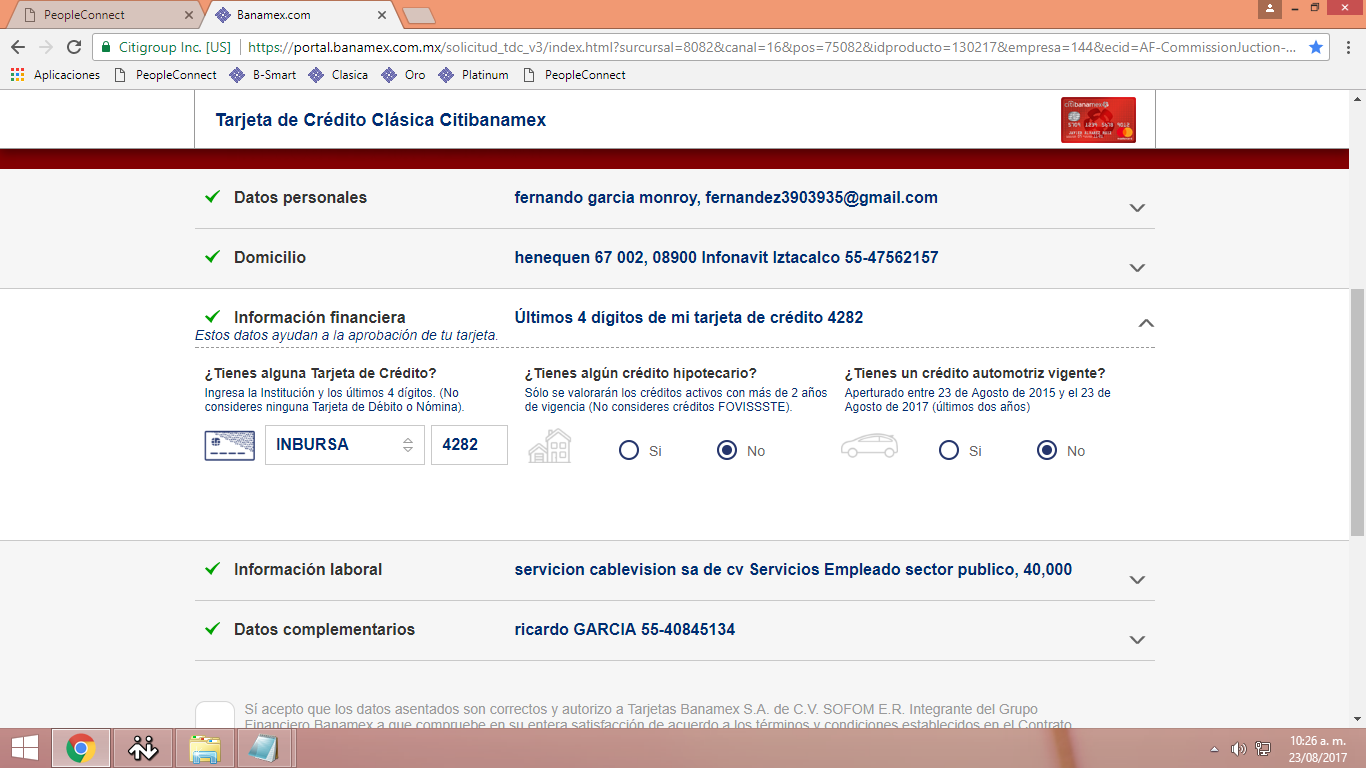 PeopleConnect
Banamex.com
Citigroup Inc. [US]
https://portal.banamex.com.mx/solicitud_tdc_v3/index.html?surcursal=8082&canal=16&pos=75082&idproducto=130217&empresa=144&ecid=AF-CommissionJuction-...
Aplicaciones PeopleConnect B-Smart Clasica Oro Platinum PeopleConnect
Tarjeta de Crédito Clásica Citibanamex
citibanamex
Datos personales fernando garcia monroy, fernandez3903935@gmail.com
Domicilio henequen 67 002, 08900 Infonavit Iztacalco 55-47562157
Información financiera Últimos 4 dígitos de mi tarjeta de crédito 4282
Estos datos ayudan a la aprobación de tu tarjeta.
¿Tienes alguna Tarjeta de Crédito?
Ingresa la Institución y los últimos 4 dígitos. (No
consideres ninguna Tarjeta de Débito o Nómina).
INBURSA 4282
¿Tienes algún crédito hipotecario?
Sólo se valorarán los créditos activos con más de 2 años
de vigencia (No consideres créditos FOVISSSTE).
Si No
¿Tienes un crédito automotriz vigente?
Aperturado entre 23 de Agosto de 2015 y el 23 de
Agosto de 2017 (últimos dos años)
Si No
Información laboral servicion cablevision sa de cv Servicios Empleado sector publico, 40,000
Datos complementarios ricardo GARCIA 55-40845134
Sí acepto que los datos asentados son correctos y autorizo a Tarjetas Banamex S.A. de C.V. SOFOM E.R. Integrante del Grupo
Financiero Banamex a que compruebe en su entera satisfacción de acuerdo a los términos y condiciones establecidos en el Contrato
10:26 a. m.
23/08/2017